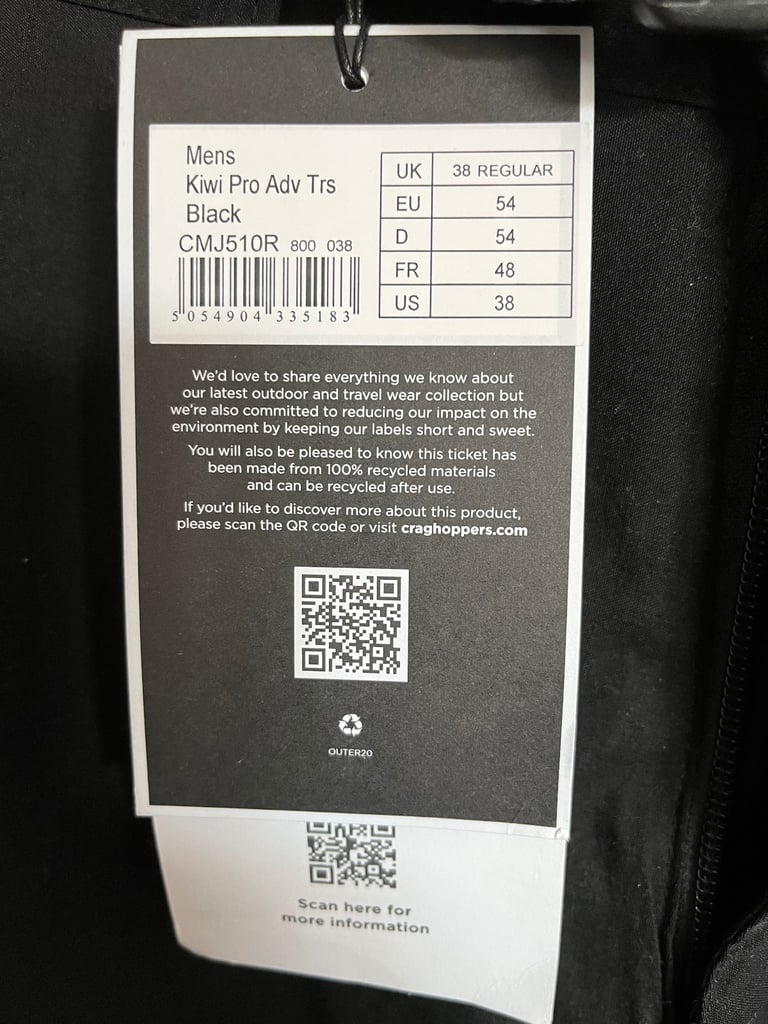 Mens
Kiwi Pro Adv Trs
Black
CMJ510R 800 038
5 054904 335183
UK 38 REGULAR
EU 54
D 54
FR 48
US 38
We'd love to share everything we know about
our latest outdoor and travel wear collection but
we're also committed to reducing our impact on the
environment by keeping our labels short and sweet.
You will also be pleased to know this ticket has
been made from 100% recycled materials
and can be recycled after use.
If you'd like to discover more about this product,
please scan the QR code or visit craghoppers.com
OUTER20
Scan here for
more information